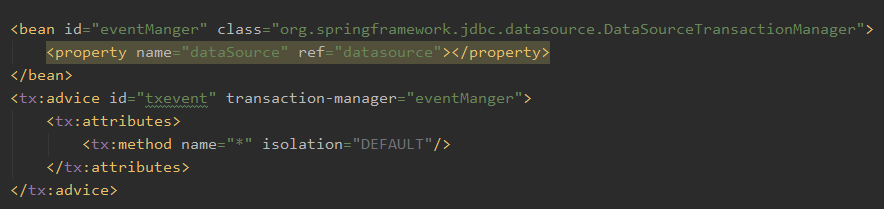 <bean id="eventManger" class="org.springframework.jdbc.datasource.DataSourceTransactionManager">
<property name="dataSource" ref="datasource"></property>
</bean>
<tx:advice id="txevent" transaction-manager="eventManger">
<tx:attributes>
<tx:method name="*" isolation="DEFAULT"/>
</tx:attributes>
</tx:advice>